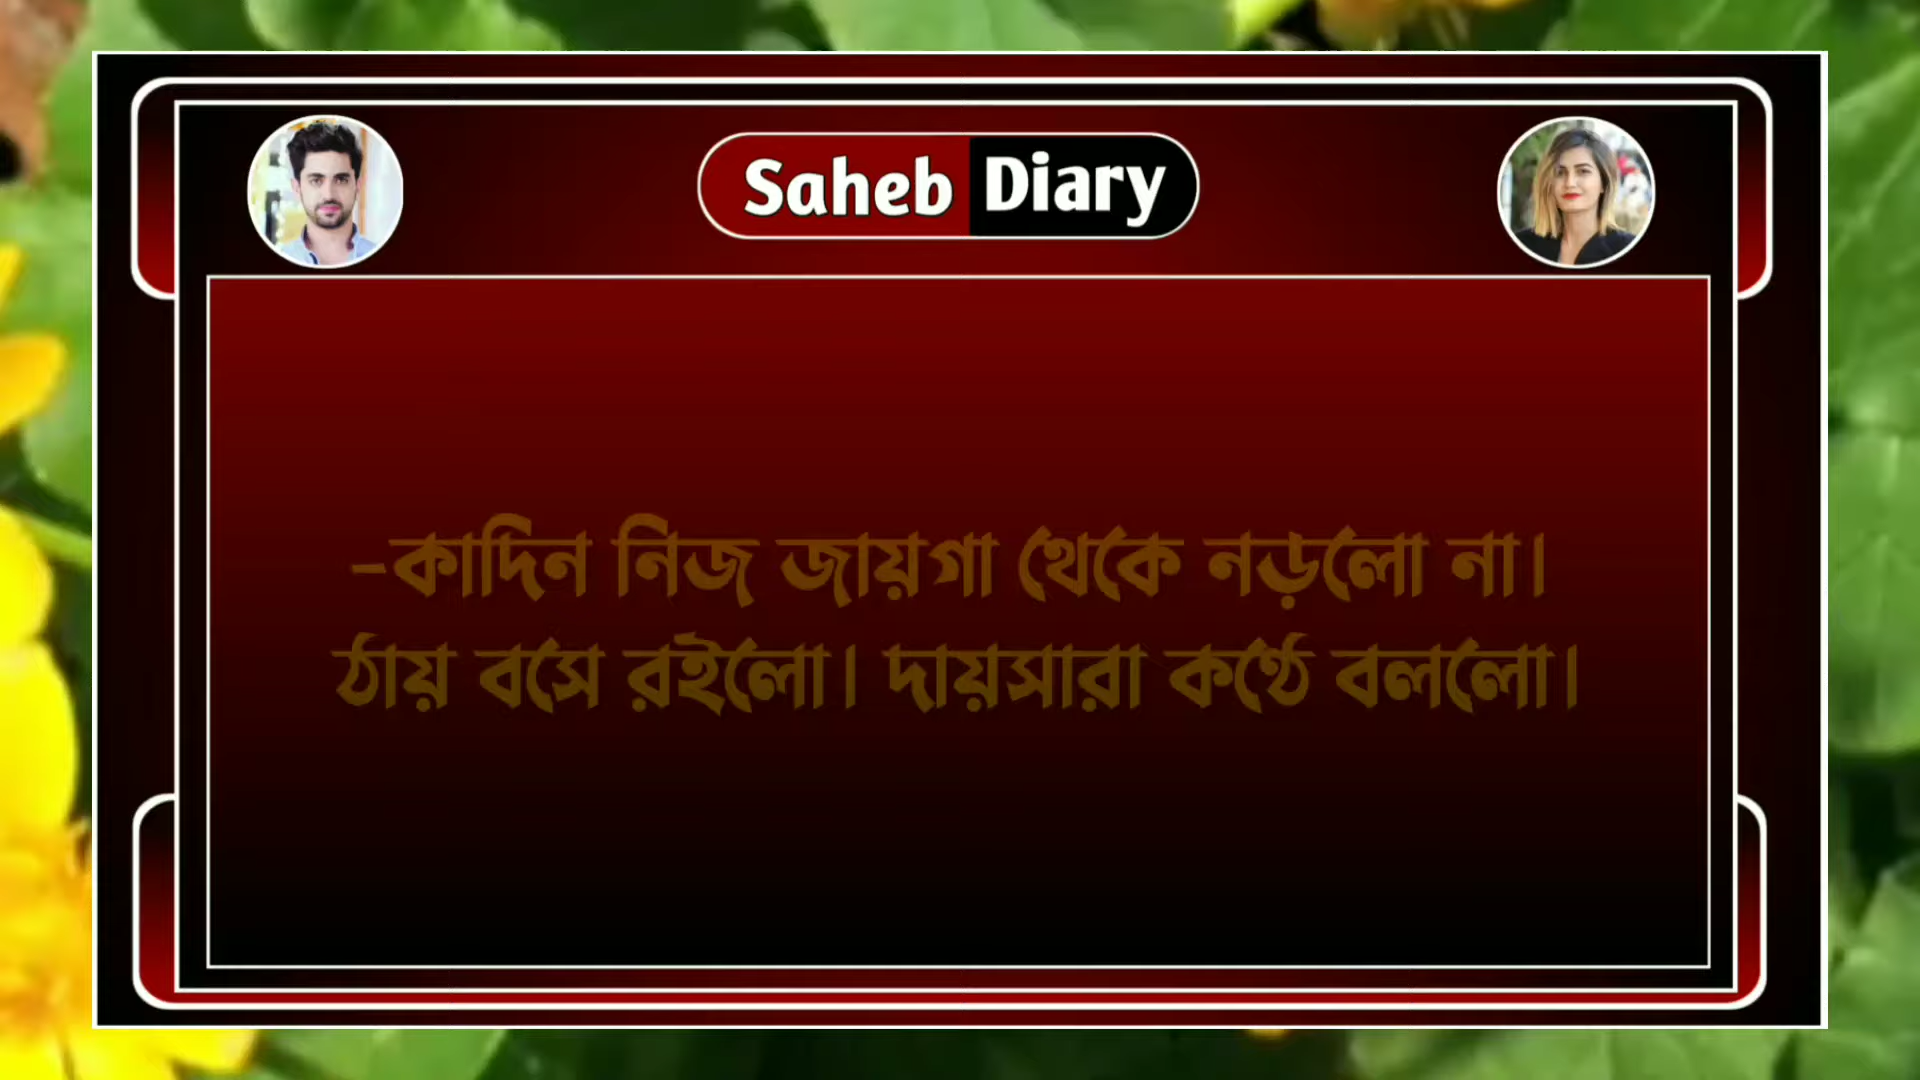 Saheb Diary
-কাদিন নিজ জায়গা থেকে নড়লো না।
ঠায় বসে রইলো। দায়সারা কণ্ঠে বললো।